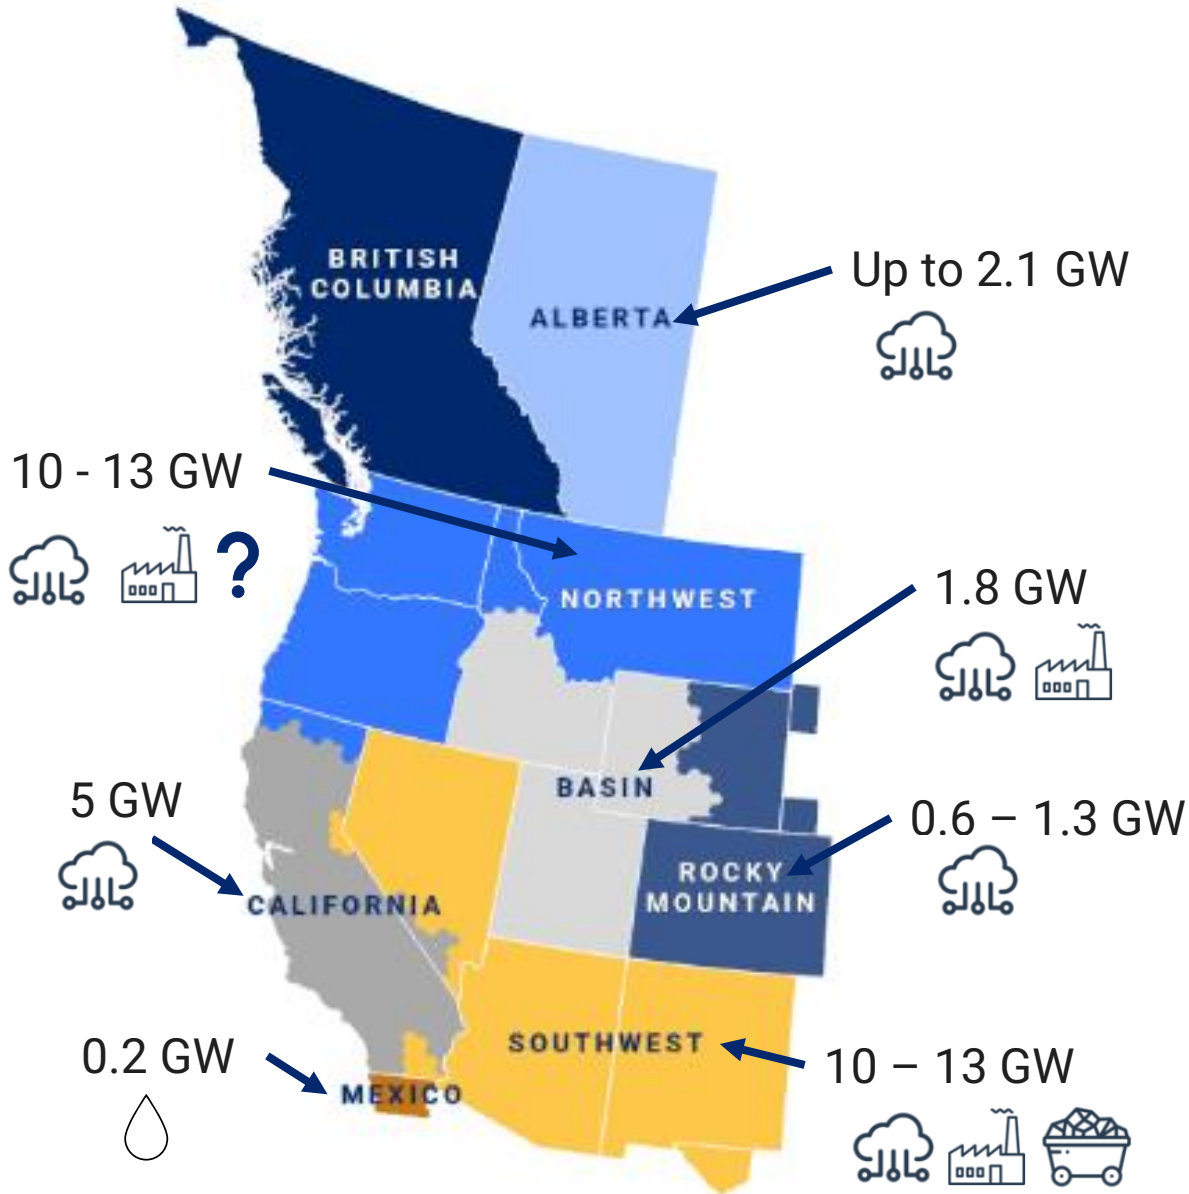 BRITISH
COLUMBIA
ALBERTA
Up to 2.1 GW
10 - 13 GW
?
NORTHWEST
1.8 GW
BASIN
5 GW
0.6 – 1.3 GW
ROCKY
MOUNTAIN
CALIFORNIA
SOUTHWEST
0.2 GW
10 – 13 GW
MEXICO